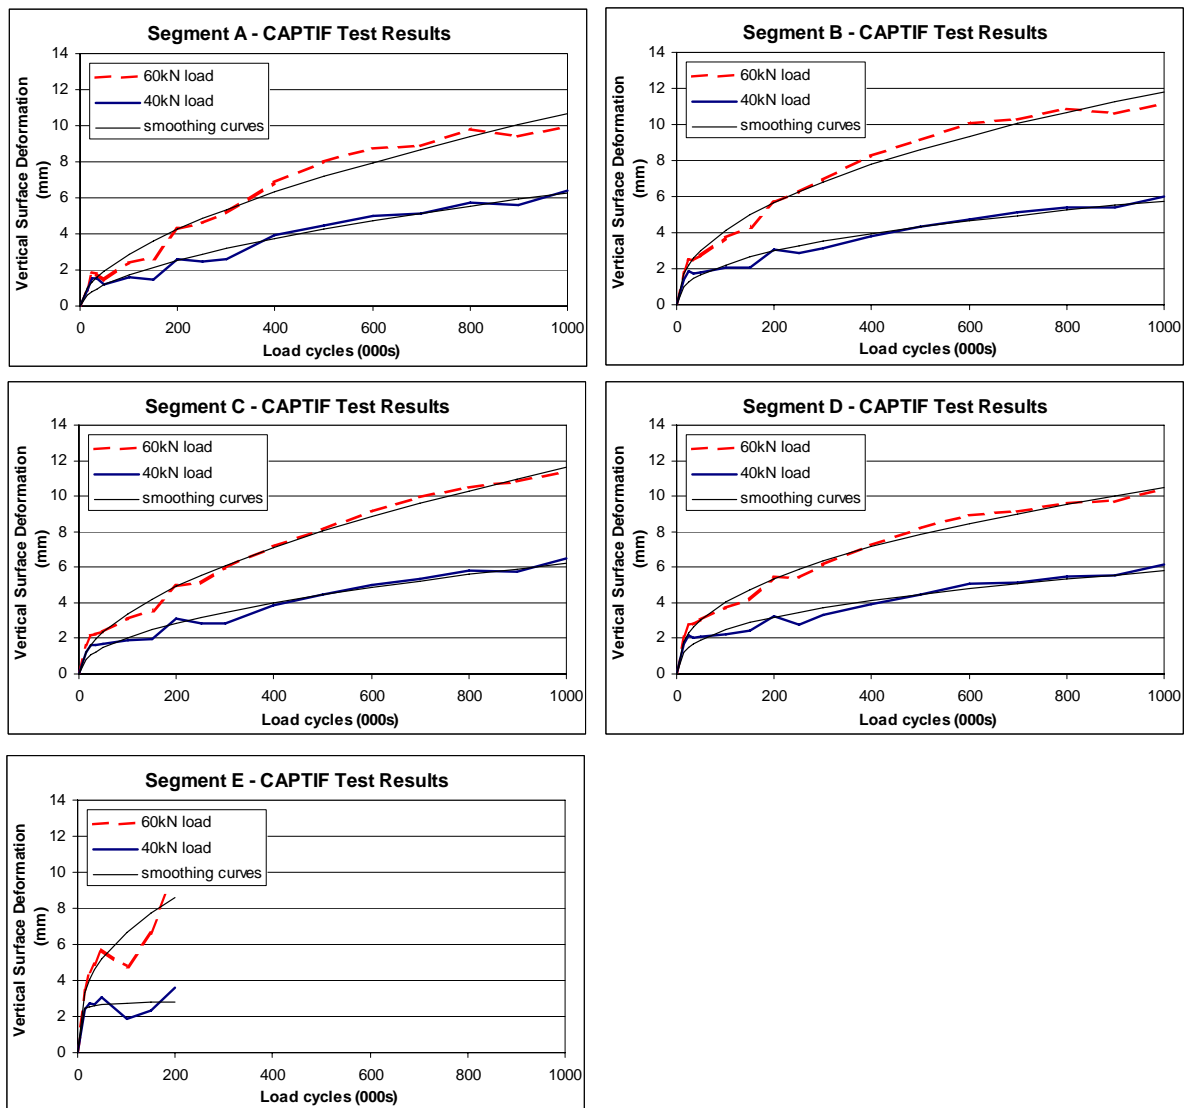 Segment A - CAPTIF Test Results
14
12
10
8
6
4
2
0
Vertical Surface Deformation
(mm)
60kN load
40kN load
smoothing curves
0 200 400 600 800 1000
Load cycles (000s)
Segment B - CAPTIF Test Results
14
12
10
8
6
4
2
0
Vertical Surface Deformation
(mm)
60kN load
40kN load
smoothing curves
0 200 400 600 800 1000
Load cycles (000s)
Segment C - CAPTIF Test Results
14
12
10
8
6
4
2
0
Vertical Surface Deformation
(mm)
60kN load
40kN load
smoothing curves
0 200 400 600 800 1000
Load cycles (000s)
Segment D - CAPTIF Test Results
14
12
10
8
6
4
2
0
Vertical Surface Deformation
(mm)
60kN load
40kN load
smoothing curves
0 200 400 600 800 1000
Load cycles (000s)
Segment E - CAPTIF Test Results
14
12
10
8
6
4
2
0
Vertical Surface Deformation
(mm)
60kN load
40kN load
smoothing curves
0 200 400 600 800 1000
Load cycles (000s)